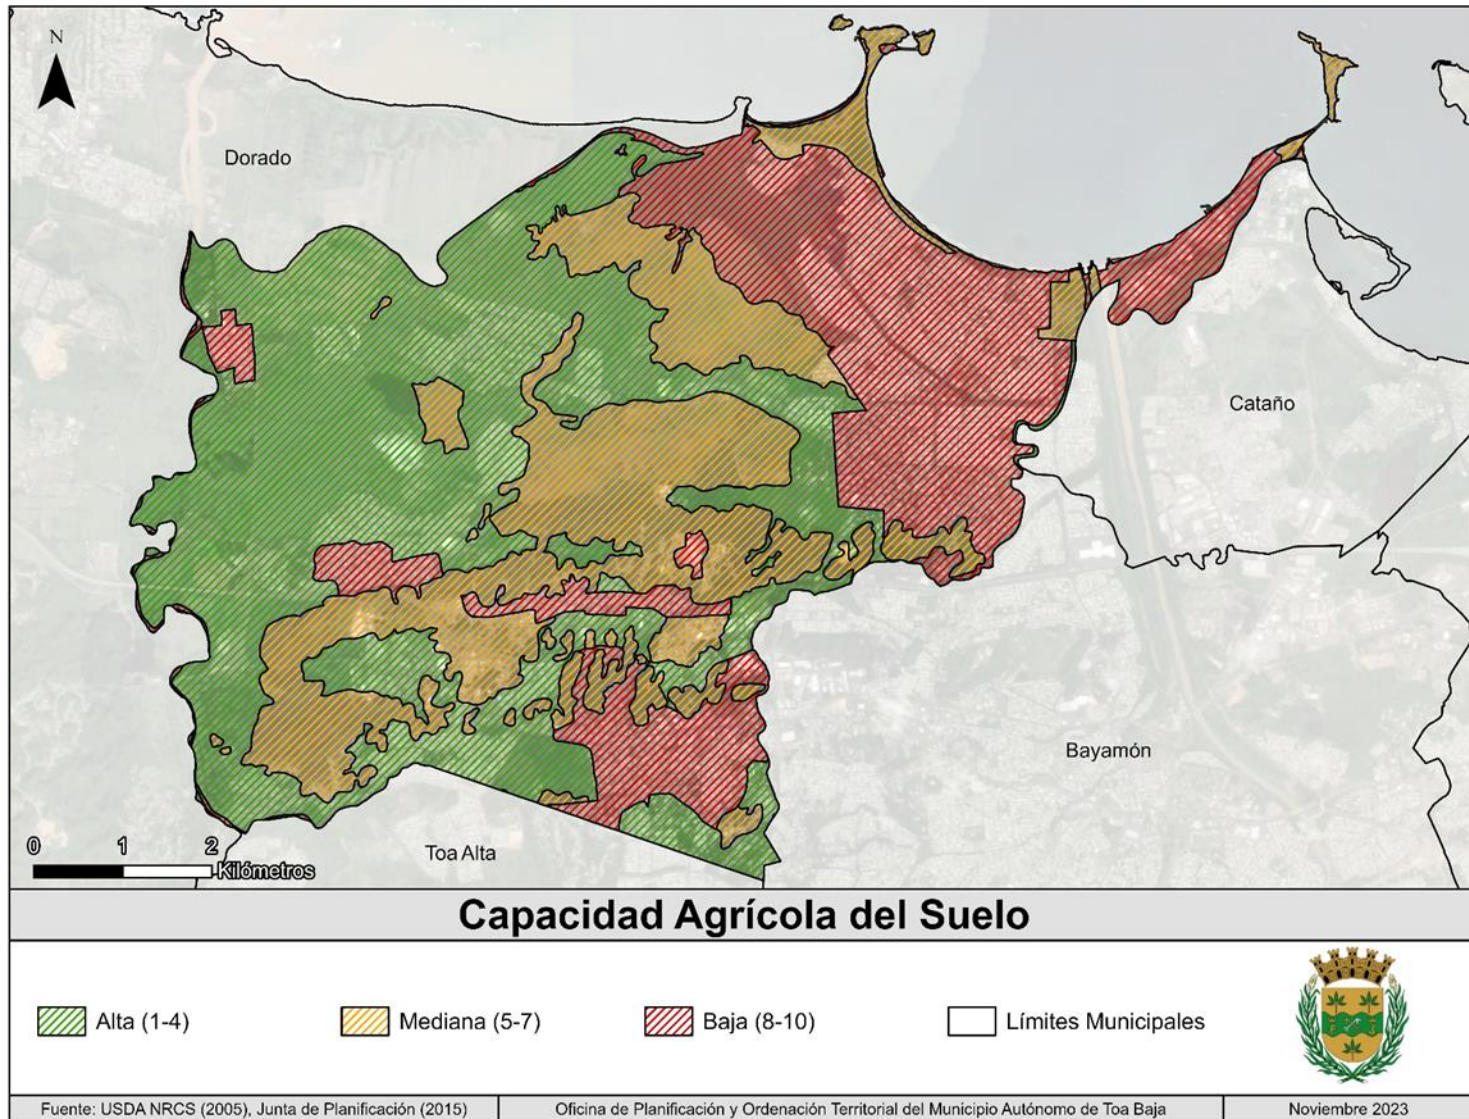 N
Dorado
Cataño
Bayamón
Toa Alta
0 1 2
Kilómetros
Capacidad Agrícola del Suelo
Alta (1-4)
Mediana (5-7)
Baja (8-10)
Límites Municipales
Fuente: USDA NRCS (2005), Junta de Planificación (2015)
Oficina de Planificación y Ordenación Territorial del Municipio Autónomo de Toa Baja
Noviembre 2023